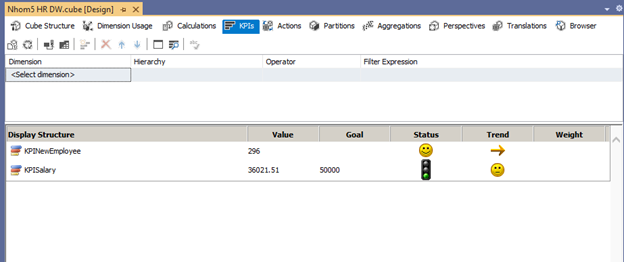 Nhom5 HR DW.cube [Design]
Cube Structure Dimension Usage Calculations KPIs Actions Partitions Aggregations Perspectives Translations Browser
Dimension Hierarchy Operator Filter Expression
<Select dimension>
Display Structure Value Goal Status Trend Weight
KPINewEmployee 296
KPISalary 36021.51 50000